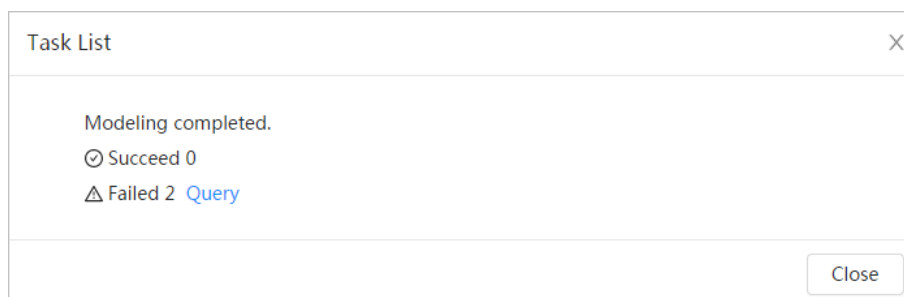 Task List
Modeling completed.
Succeed 0
Failed 2 Query
Close